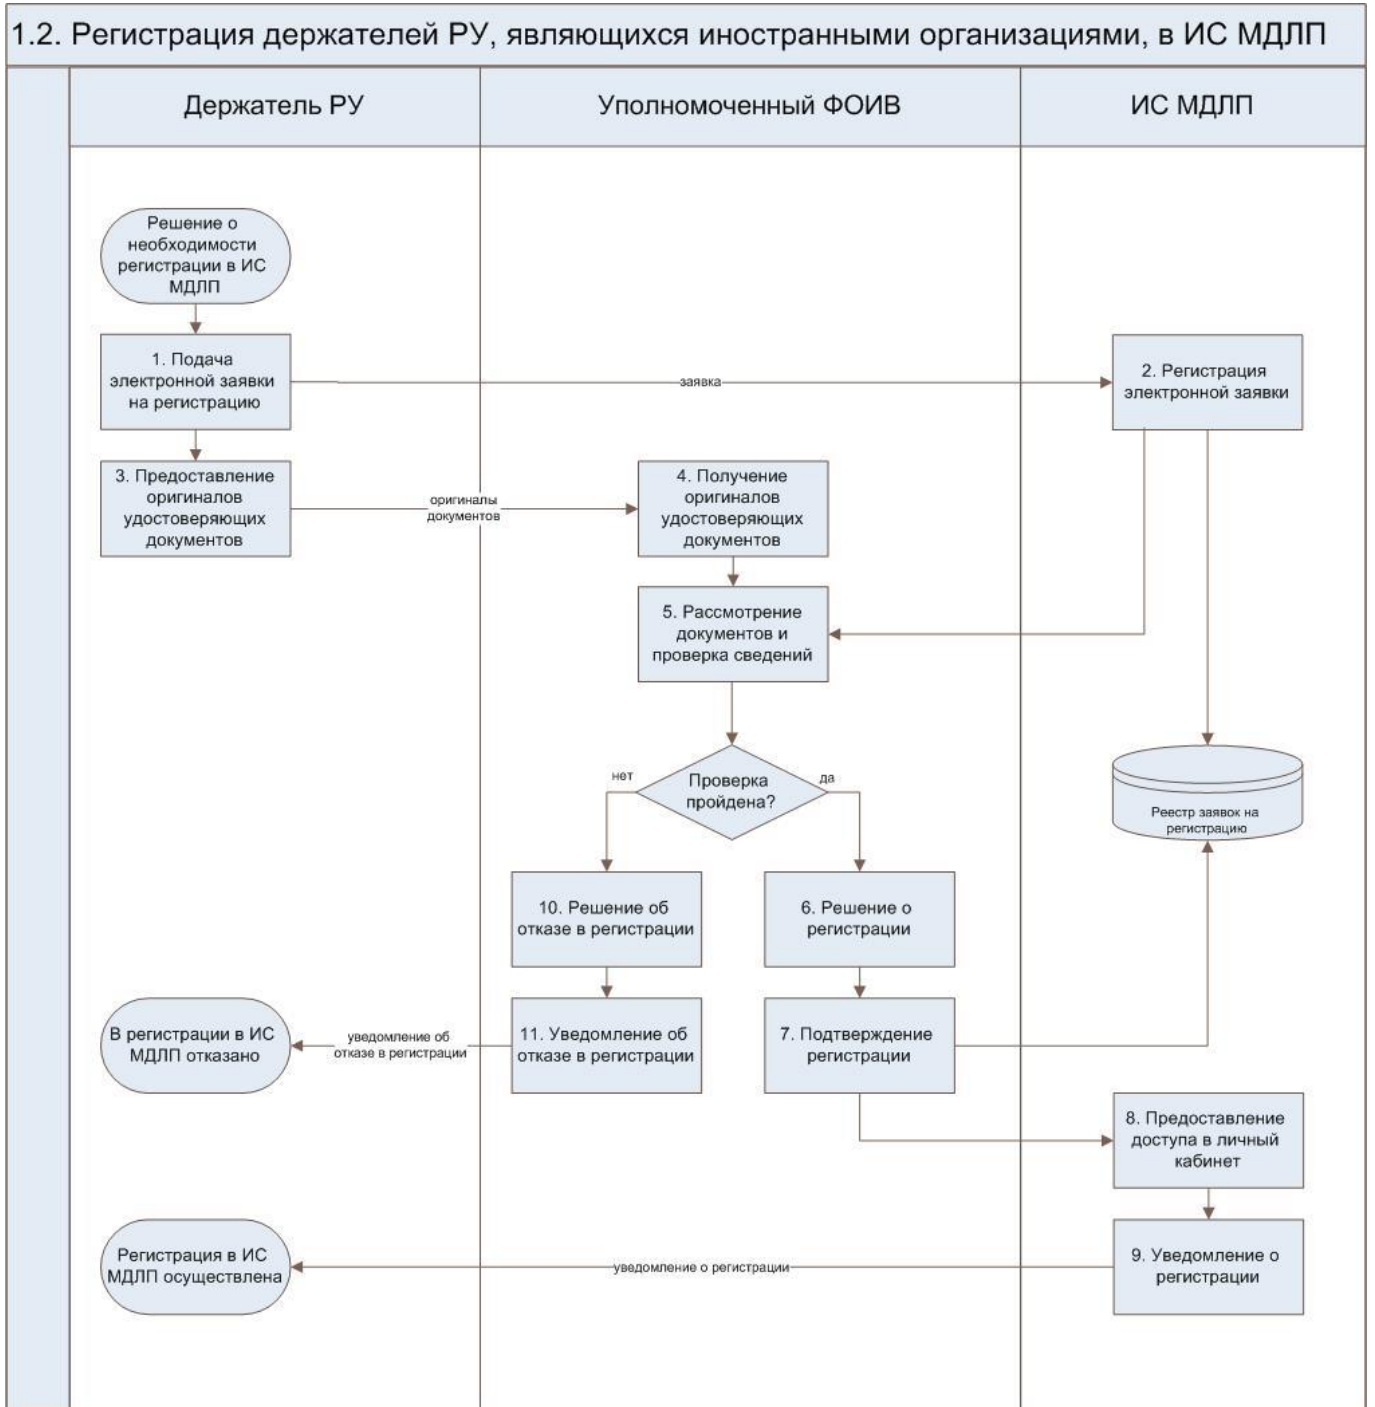 1.2. Регистрация держателей РУ, являющихся иностранными организациями, в ИС МДЛП
Держатель РУ
Уполномоченный ФОИВ
ИС МДЛП
Решение о
необходимости
регистрации в ИС
МДЛП
1. Подача
электронной заявки
на регистрацию
заявка
2. Регистрация
электронной заявки
3. Предоставление
оригиналов
удостоверяющих
документов
оригиналы
документов
4. Получение
оригиналов
удостоверяющих
документов
5. Рассмотрение
документов и
проверка сведений
нет
Проверка
пройдена?
да
Реестр заявок на
регистрацию
10. Решение об
отказе в регистрации
6. Решение о
регистрации
В регистрации в ИС
МДЛП отказано
уведомление об
отказе в регистрации
11. Уведомление об
отказе в регистрации
7. Подтверждение
регистрации
8. Предоставление
доступа в личный
кабинет
Регистрация в ИС
МДЛП осуществлена
уведомление о регистрации
9. Уведомление о
регистрации